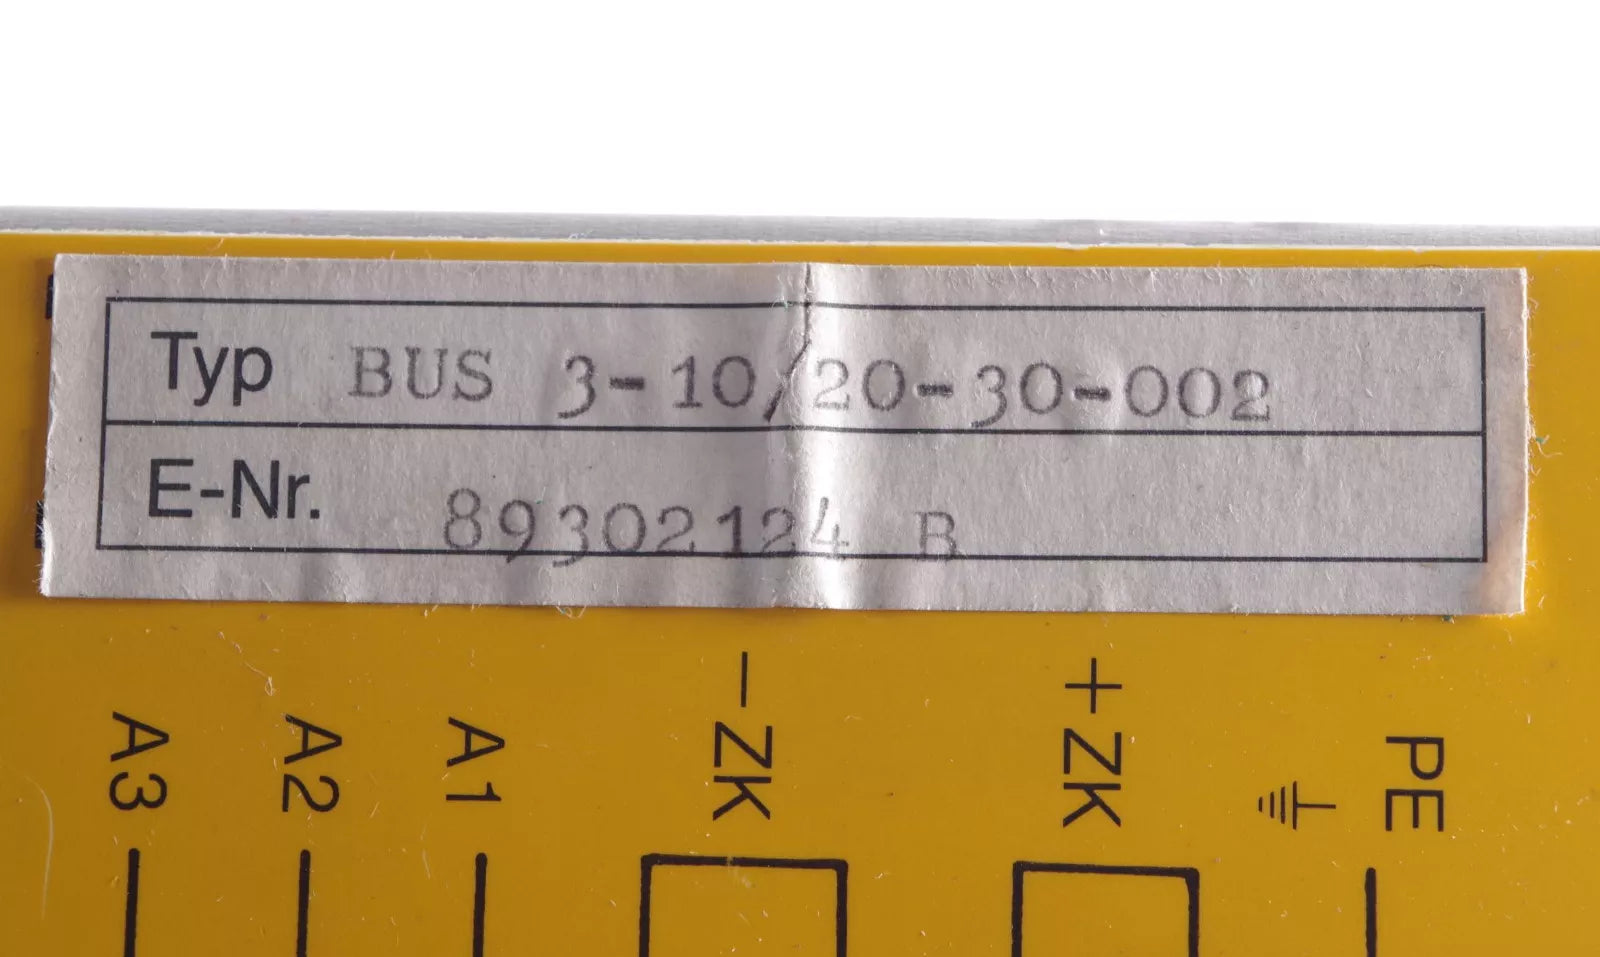 Typ BUS 3-10/20-30-002
E-Nr. 89302124 B
A3
A2
A1
-ZK
+ZK
PE